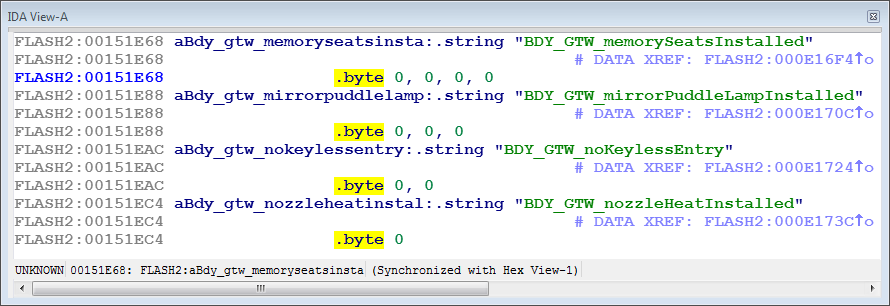 IDA View-A
FLASH2:00151E68 aBdy_gtw_memoryseatsinsta:.string "BDY_GTW_memorySeatsInstalled"
FLASH2:00151E68 # DATA XREF: FLASH2:000E16F4↑o
FLASH2:00151E68 .byte 0, 0, 0, 0
FLASH2:00151E88 aBdy_gtw_mirrorpuddlelamp:.string "BDY_GTW_mirrorPuddleLampInstalled"
FLASH2:00151E88 # DATA XREF: FLASH2:000E170C↑o
FLASH2:00151E88 .byte 0, 0, 0
FLASH2:00151EAC aBdy_gtw_nokeylessentry:.string "BDY_GTW_noKeylessEntry"
FLASH2:00151EAC # DATA XREF: FLASH2:000E1724↑o
FLASH2:00151EAC .byte 0, 0
FLASH2:00151EC4 aBdy_gtw_nozzleheatinstal:.string "BDY_GTW_nozzleHeatInstalled"
FLASH2:00151EC4 # DATA XREF: FLASH2:000E173C↑o
FLASH2:00151EC4 .byte 0
UNKNOWN 00151E68: FLASH2:aBdy_gtw_memoryseatsinsta (Synchronized with Hex View-1)